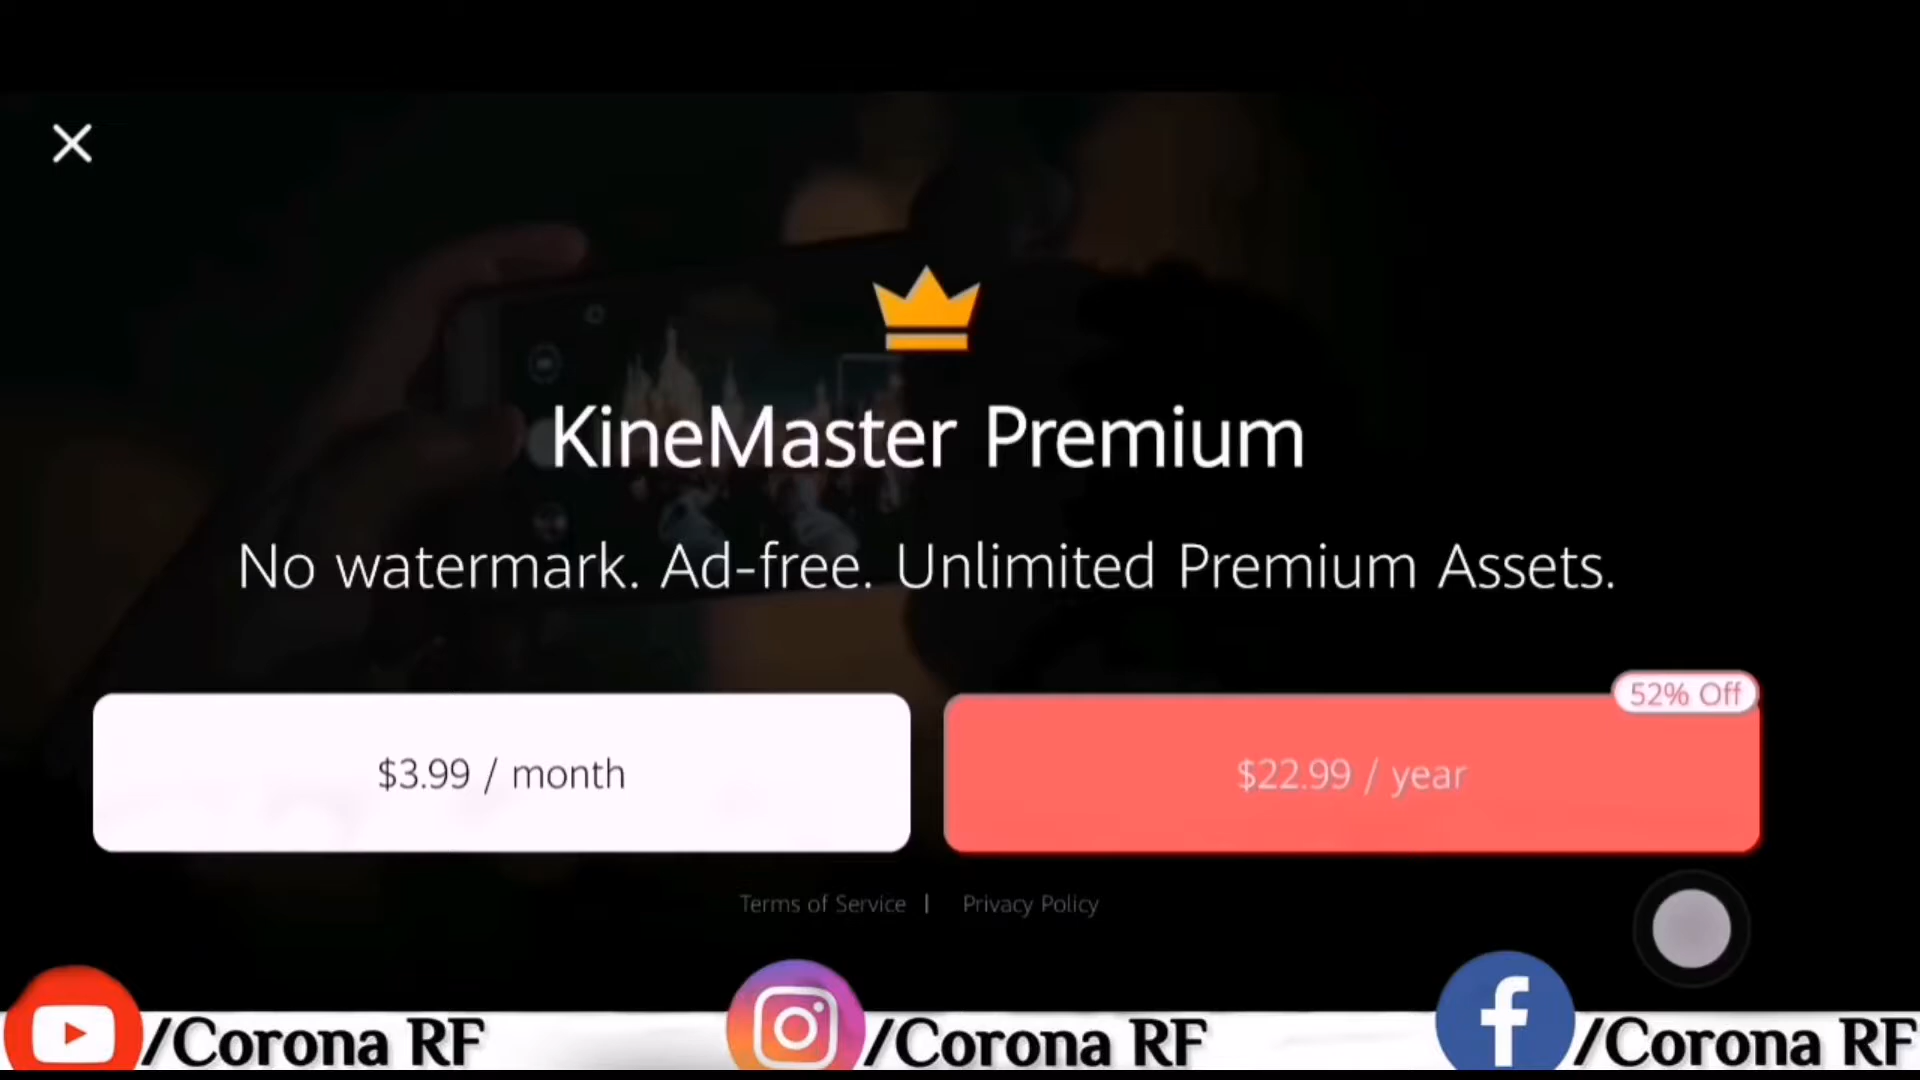 KineMaster Premium
No watermark. Ad-free. Unlimited Premium Assets.
52% Off
$3.99 / month
$22.99 / year
Terms of Service | Privacy Policy
/Corona RF
/Corona RF
/Corona RF